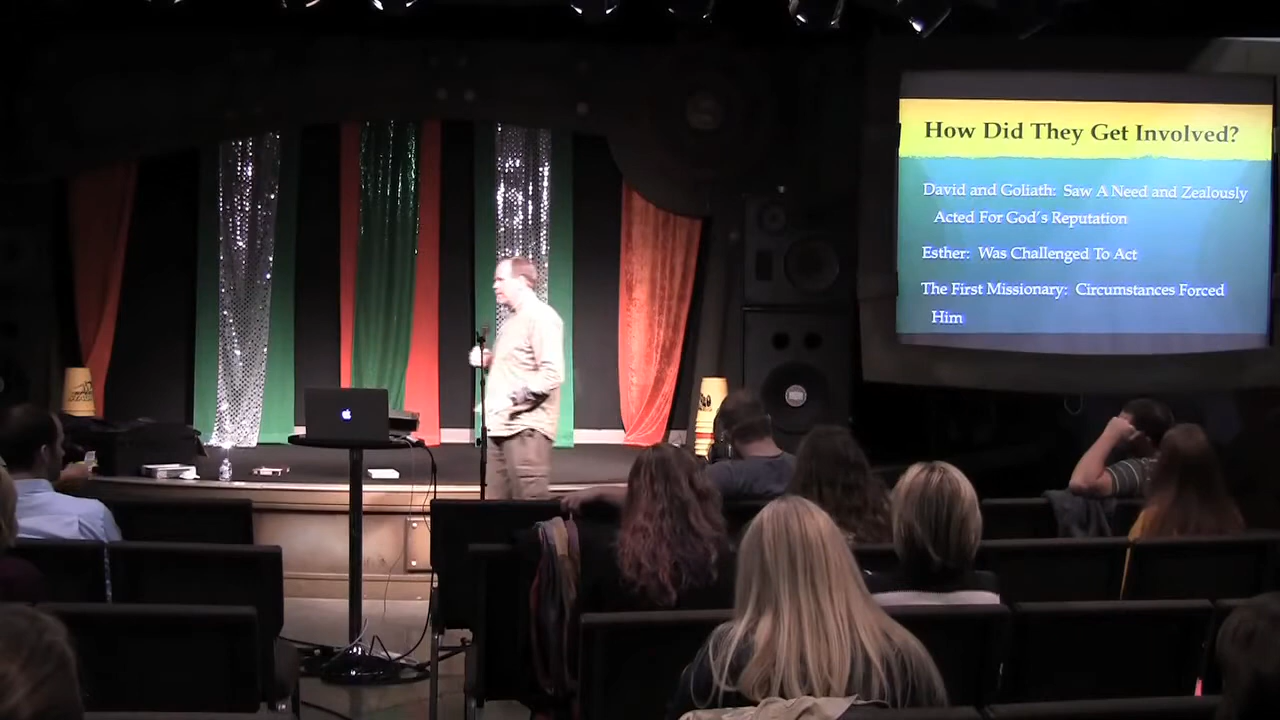 How Did They Get Involved?
David and Goliath: Saw A Need and Zealously
Acted For God's Reputation
Esther: Was Challenged To Act
The First Missionary: Circumstances Forced
Him